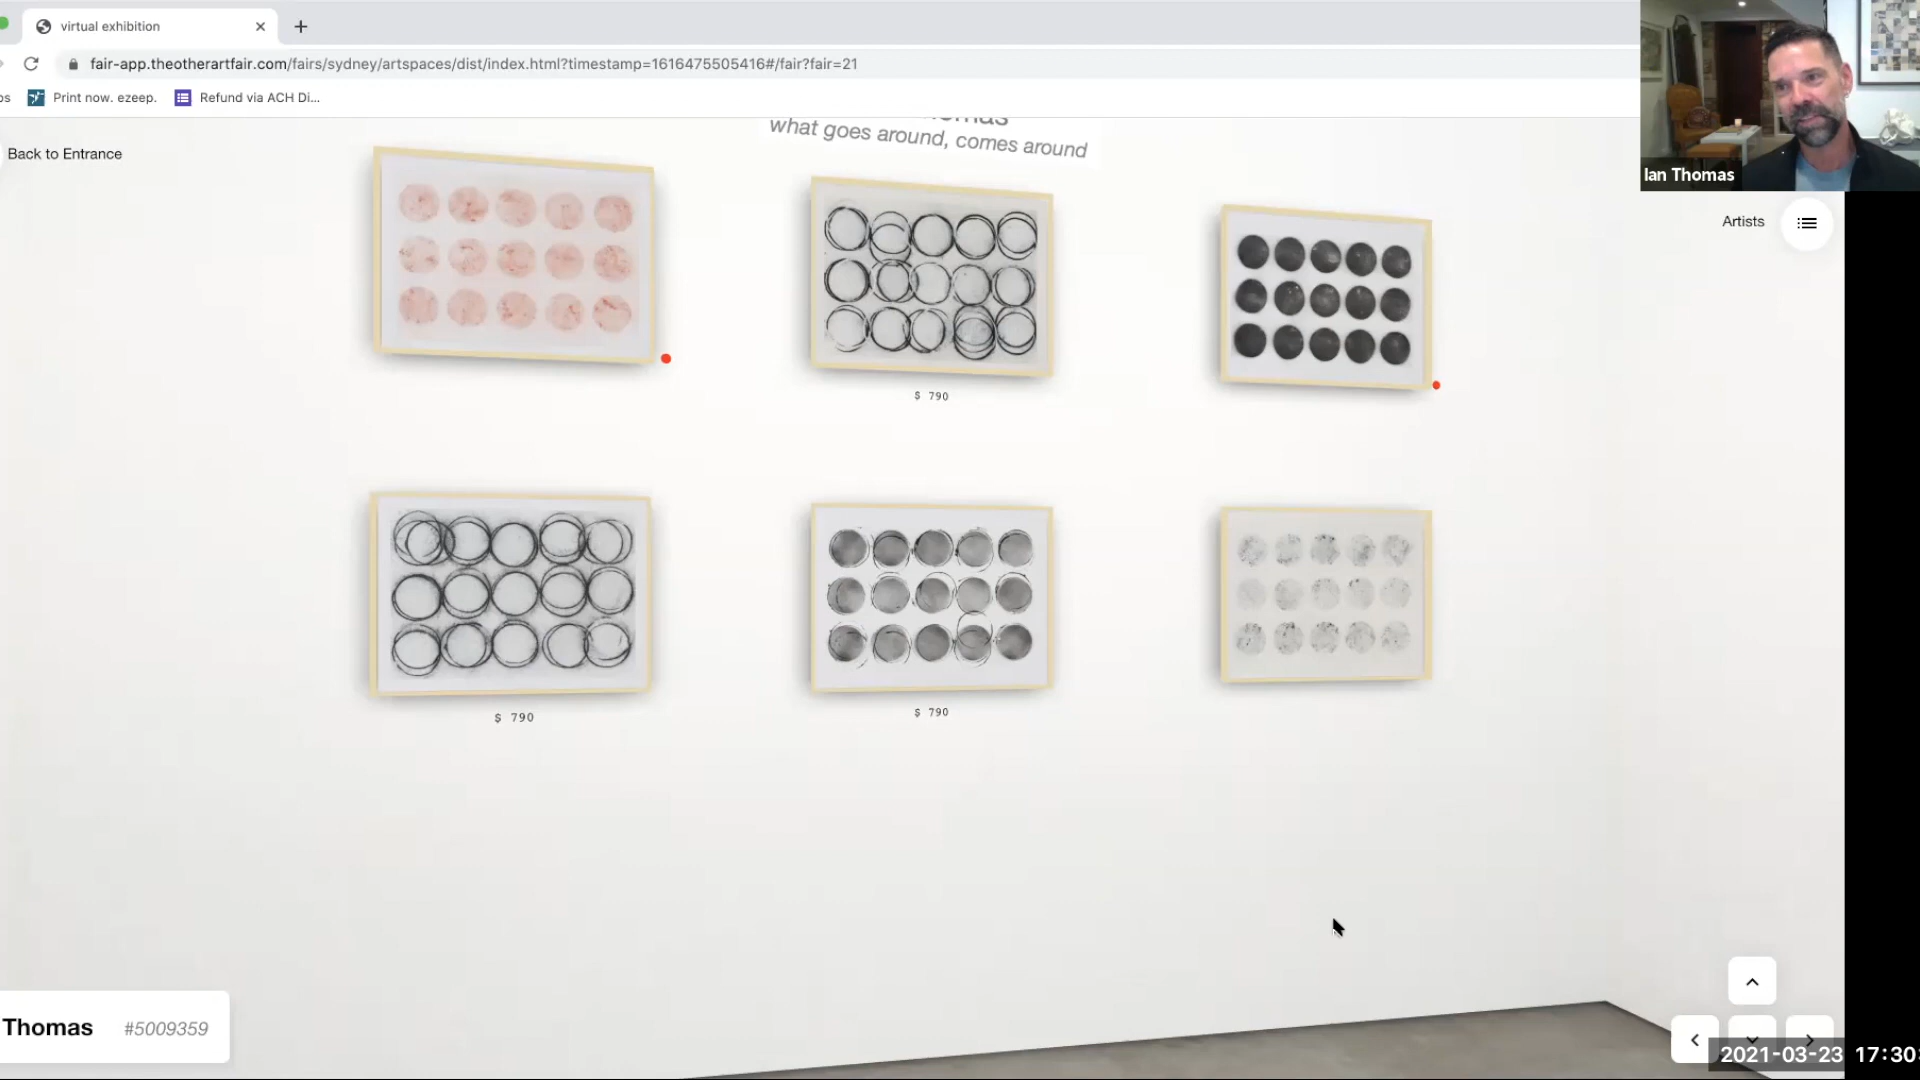 virtual exhibition
fair-app.theotherartfair.com/fairs/sydney/artspaces/dist/index.html?timestamp=1616475505416#/fair?fair=21
Print now. ezeep.
Refund via ACH Di...
Back to Entrance
what goes around, comes around
Ian Thomas
Artists
$ 790
$ 790
$ 790
Thomas #5009359
2021-03-23 17:30: